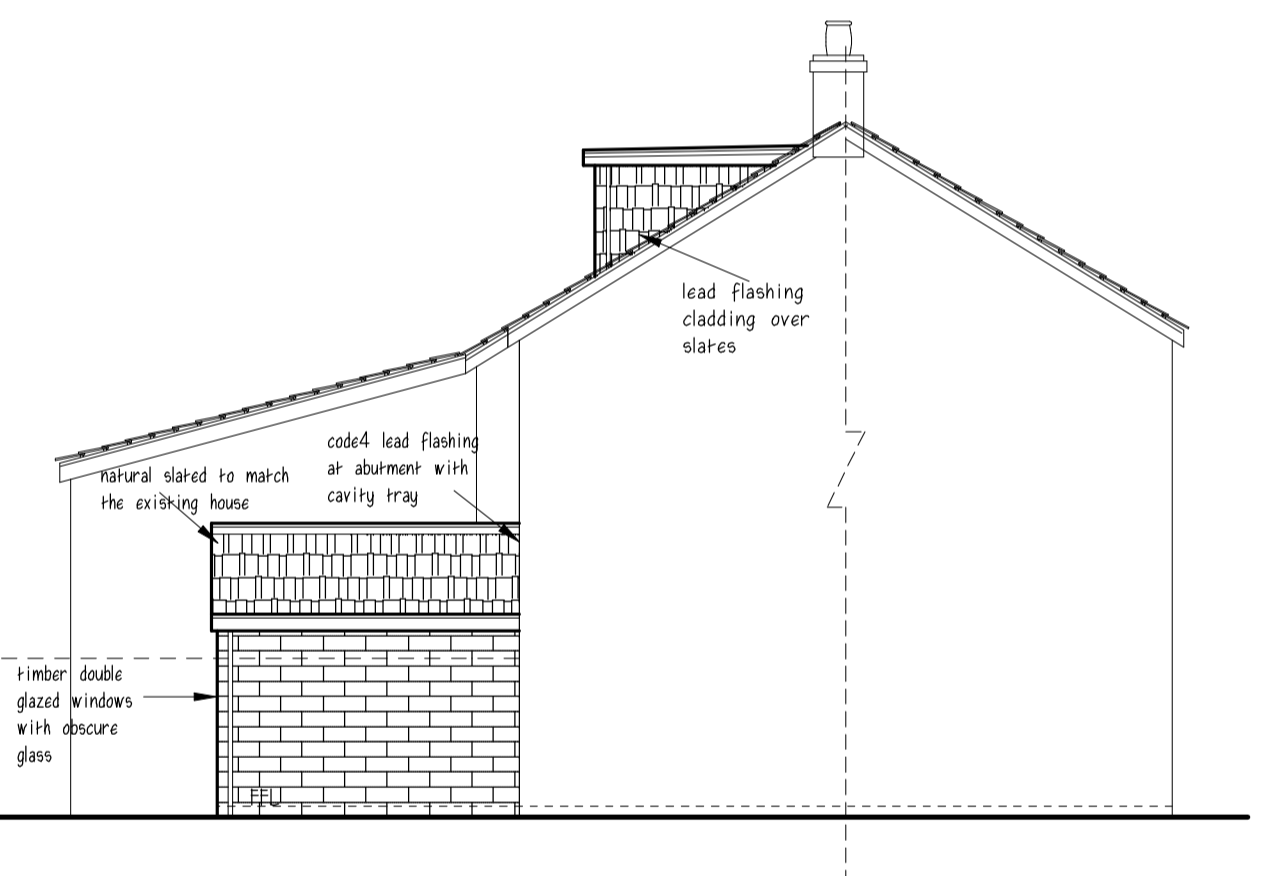 lead flashing
cladding over
slates
code4 lead flashing
at abutment with
cavity tray
natural slated to match
the existing house
timber double
glazed windows
with obscure
glass
FFL